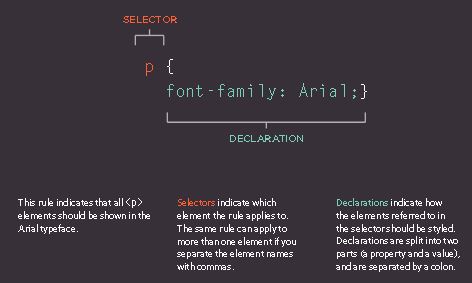 SELECTOR
p {
font-family: Arial;}
DECLARATION
This rule indicates that all <p>
elements should be shown in the
Arial typeface.
Selectors indicate which
element the rule applies to.
The same rule can apply to
more than one element if you
separate the element names
with commas.
Declarations indicate how
the elements referred to in
the selector should be styled.
Declarations are split into two
parts (a property and a value),
and are separated by a colon.